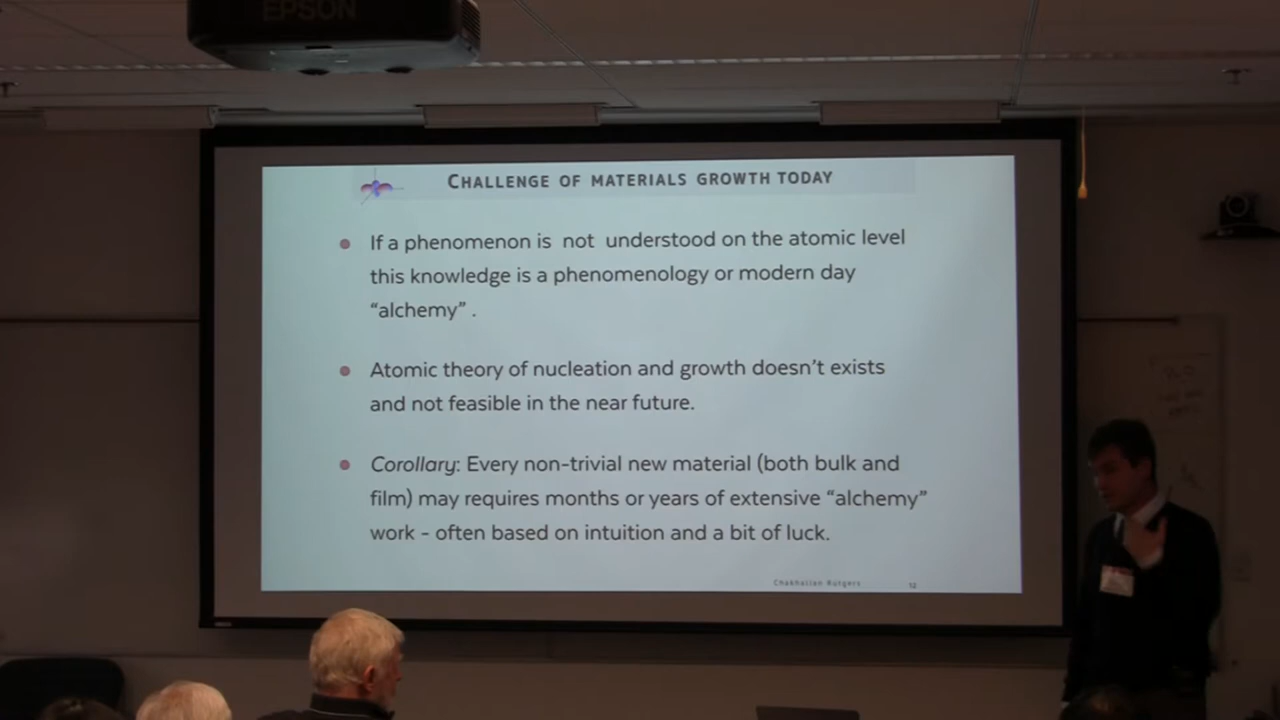 EPSON
CHALLENGE OF MATERIALS GROWTH TODAY
If a phenomenon is not understood on the atomic level
this knowledge is a phenomenology or modern day
“alchemy” .
Atomic theory of nucleation and growth doesn’t exists
and not feasible in the near future.
Corollary: Every non-trivial new material (both bulk and
film) may requires months or years of extensive “alchemy”
work - often based on intuition and a bit of luck.
Chakhalian Rutgers
12